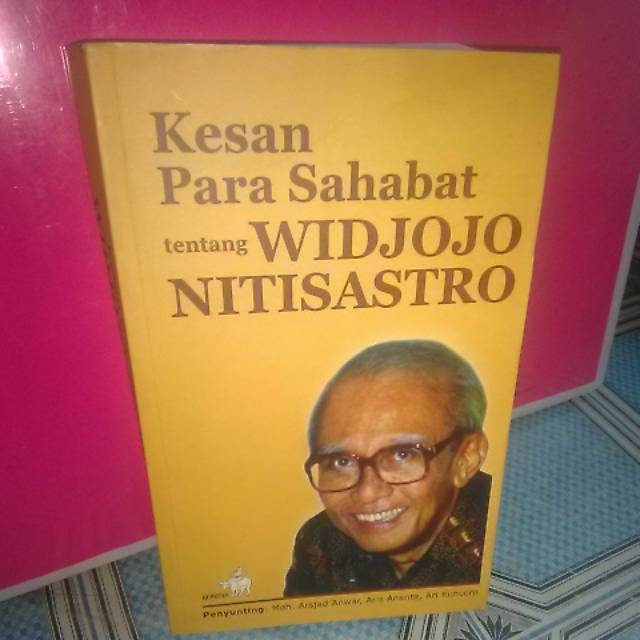 Kesan
Para Sahabat
tentang WIDJOJO
NITISASTRO
Penyunting: Moh. Arsjad Anwar, Aris Ananta, Ari Kuncoro